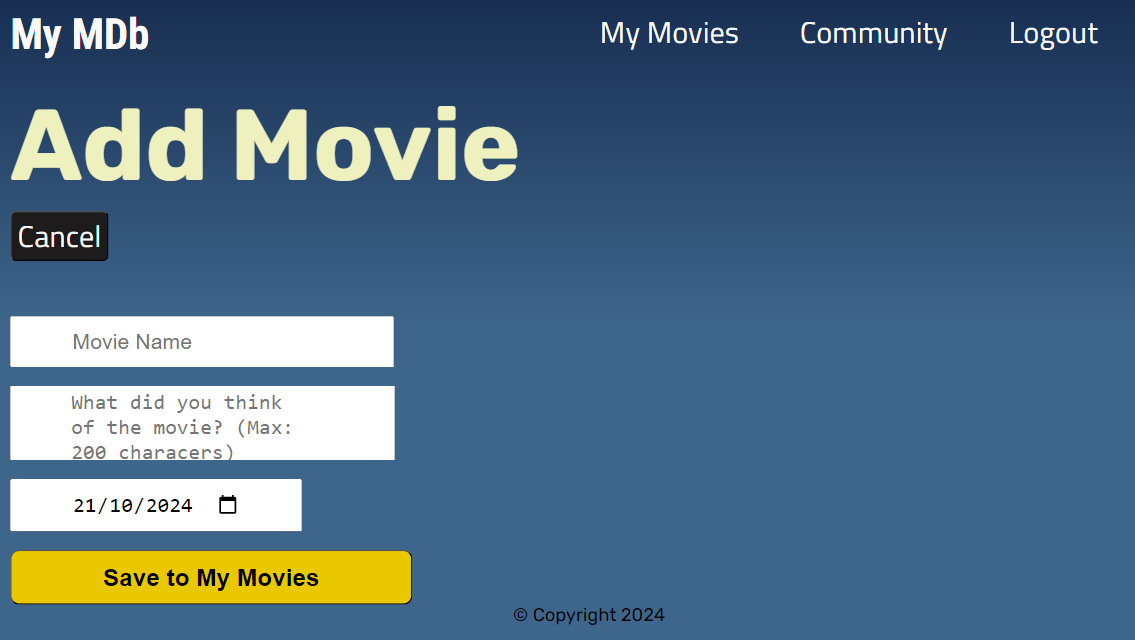 My MDb
My Movies
Community
Logout
Add Movie
Cancel
Movie Name
What did you think
of the movie? (Max:
200 characers)
21/10/2024
Save to My Movies
© Copyright 2024